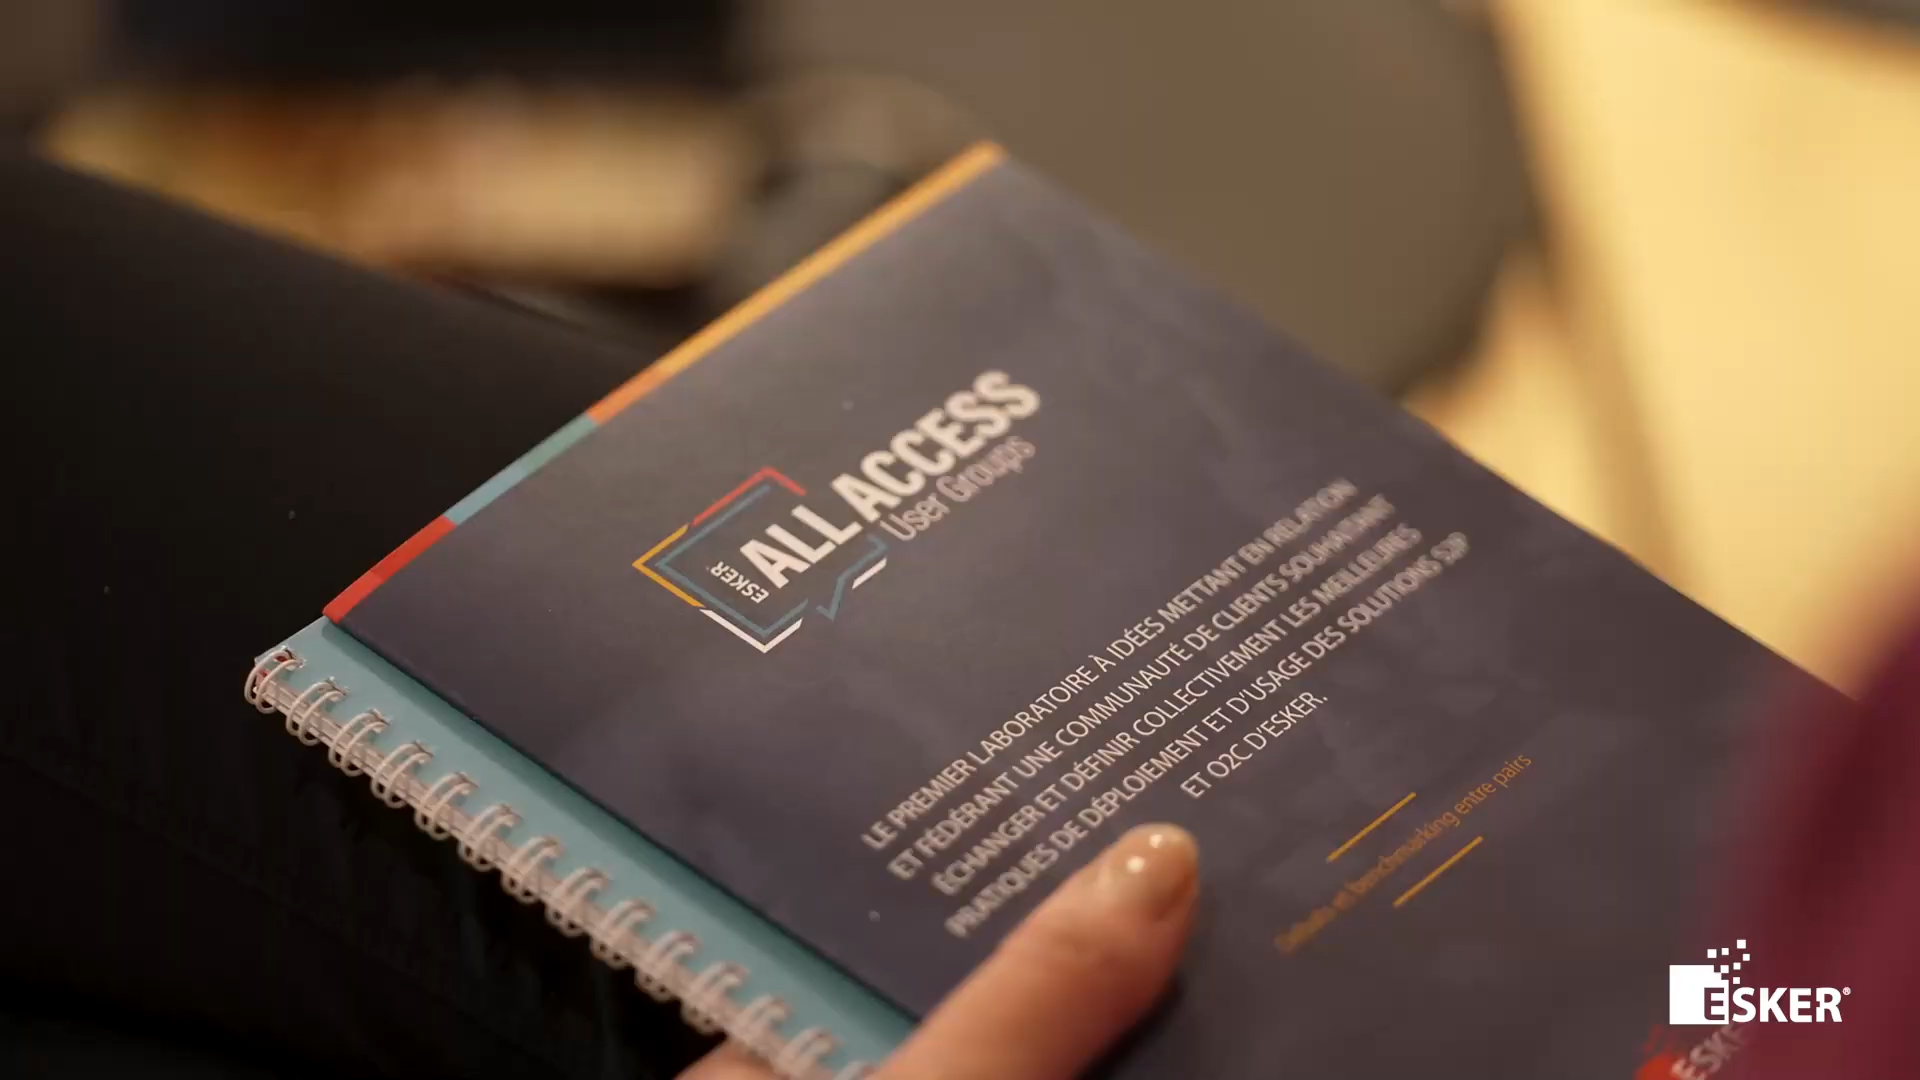 ESKER
ALL ACCESS
User Groups
LE PREMIER LABORATOIRE À IDÉES METTANT EN RELATION
ET FÉDÉRANT UNE COMMUNAUTÉ DE CLIENTS SOUHAITANT
ÉCHANGER ET DÉFINIR COLLECTIVEMENT LES MEILLEURES
PRATIQUES DE DÉPLOIEMENT ET D'USAGE DES SOLUTIONS S2P
ET O2C D'ESKER.
Débats et benchmarking entre pairs
ESKER®
ESKE